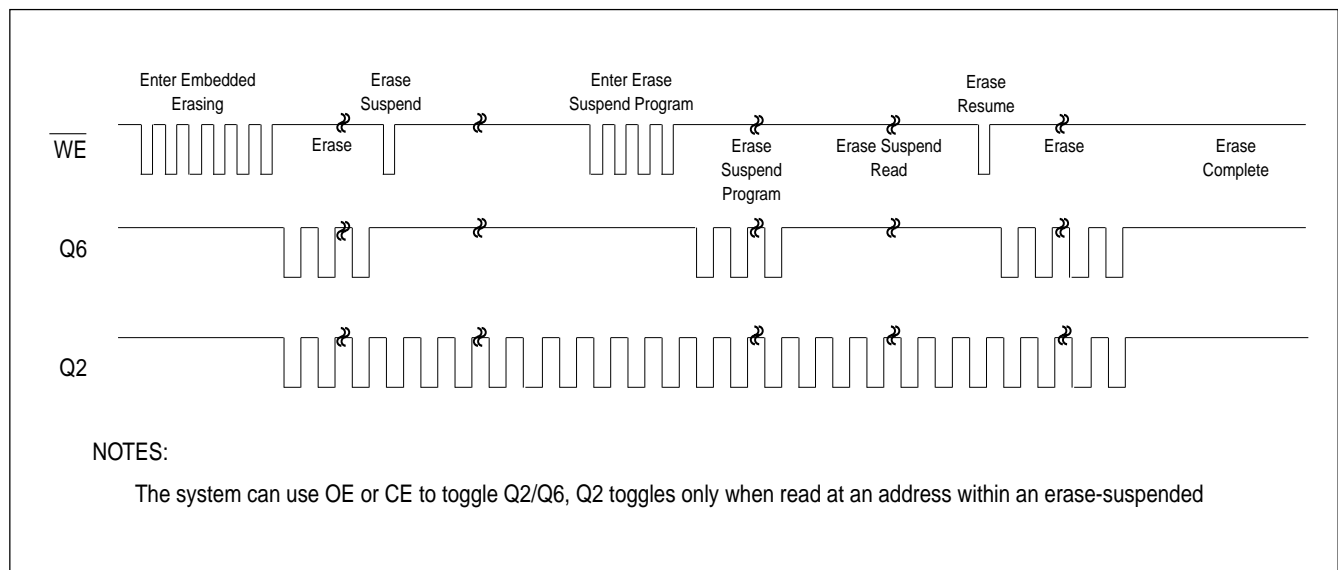 Enter Embedded
Erasing
Erase
Suspend
Enter Erase
Suspend Program
Erase
Resume
WE
Erase
Erase
Suspend
Program
Erase Suspend
Read
Erase
Erase
Complete
Q6
Q2
NOTES:
The system can use OE or CE to toggle Q2/Q6, Q2 toggles only when read at an address within an erase-suspended